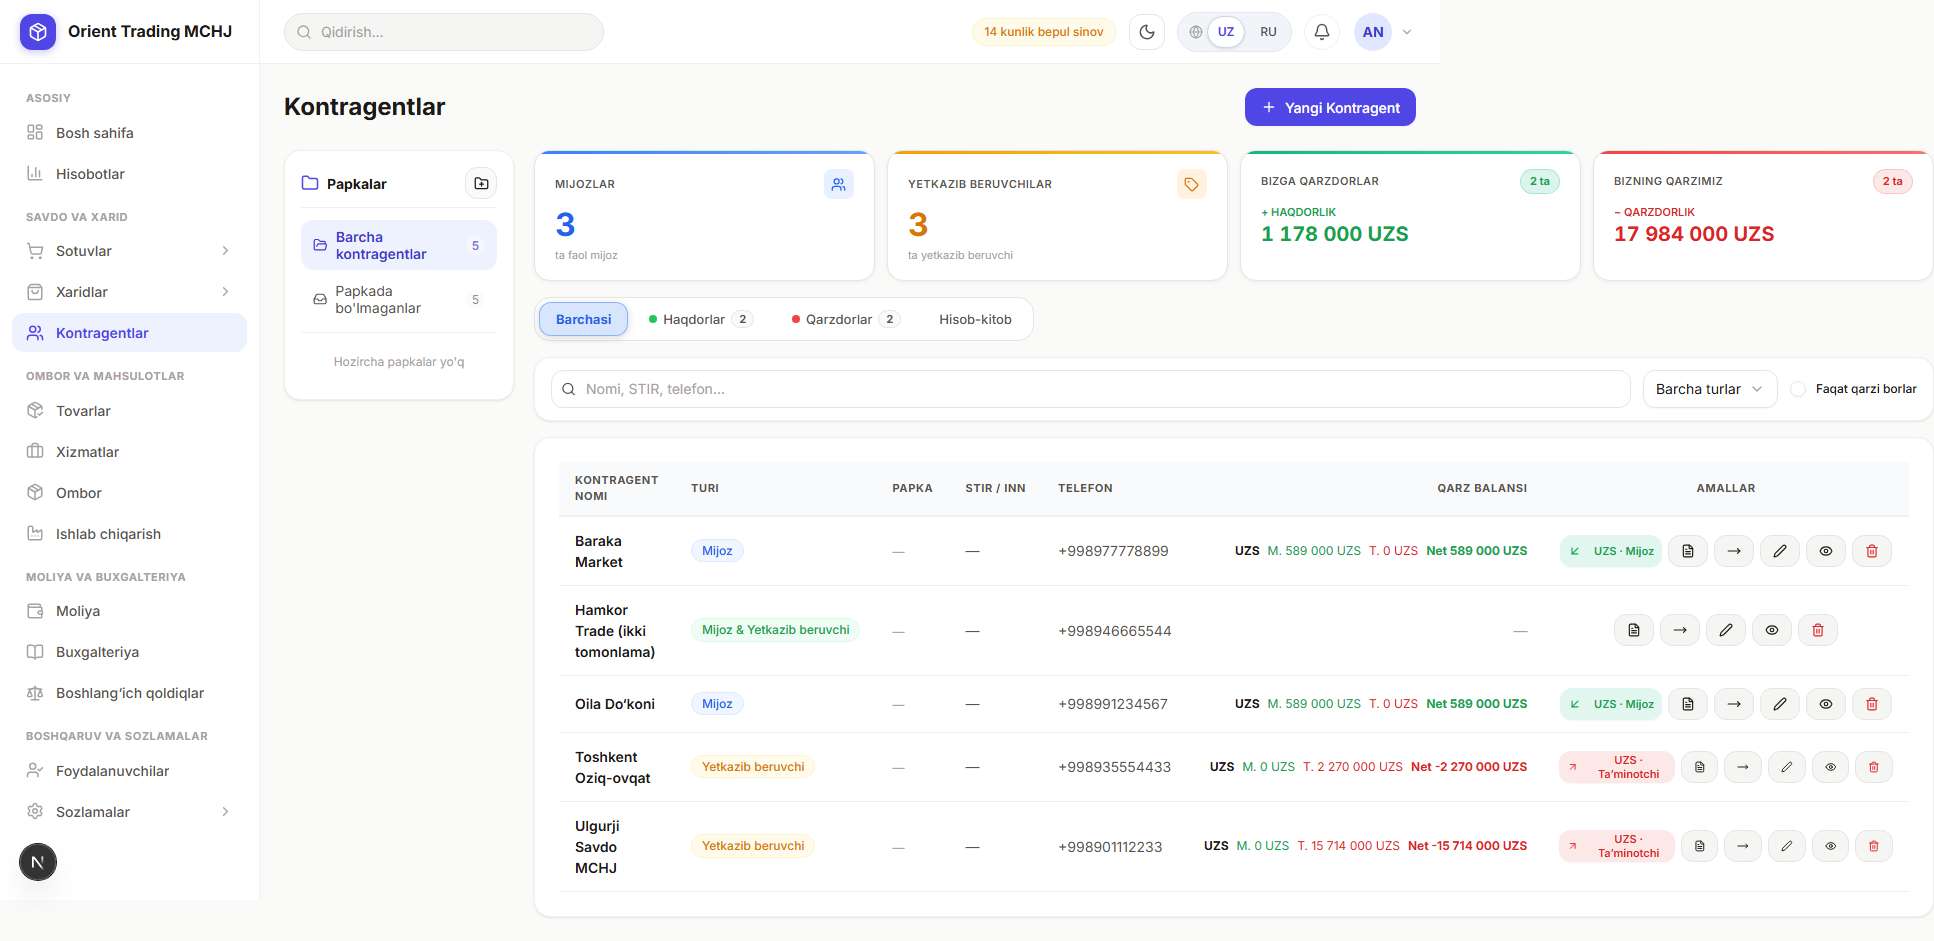 Orient Trading MCHJ
Qidirish...
14 kunlik bepul sinov
UZ
RU
AN
ASOSIY
Bosh sahifa
Hisobotlar
SAVDO VA XARID
Sotuvlar
Xaridlar
Kontragentlar
OMBOR VA MAHSULOTLAR
Tovarlar
Xizmatlar
Ombor
Ishlab chiqarish
MOLIYA VA BUXGALTERIYA
Moliya
Buxgalteriya
Boshlang‘ich qoldiqlar
BOSHQARUV VA SOZLAMALAR
Foydalanuvchilar
Sozlamalar
N
Kontragentlar
+ Yangi Kontragent
Papkalar
Barcha
kontragentlar
5
Papkada
bo'lmaganlar
5
Hozircha papkalar yo'q
MIJOZLAR
3
ta faol mijoz
YETKAZIB BERUVCHILAR
3
ta yetkazib beruvchi
BIZGA QARZDORLAR
2 ta
+ HAQDORLIK
1 178 000 UZS
BIZNING QARZIMIZ
2 ta
− QARZDORLIK
17 984 000 UZS
Barchasi
Haqdorlar 2
Qarzdorlar 2
Hisob-kitob
Nomi, STIR, telefon...
Barcha turlar
Faqat qarzi borlar
KONTRAGENT
NOMI
TURI
PAPKA
STIR / INN
TELEFON
QARZ BALANSI
AMALLAR
Baraka
Market
Mijoz
—
—
+998977778899
UZS M. 589 000 UZS T. 0 UZS Net 589 000 UZS
UZS · Mijoz
Hamkor
Trade (ikki
tomonlama)
Mijoz & Yetkazib beruvchi
—
—
+998946665544
—
Oila Do‘koni
Mijoz
—
—
+998991234567
UZS M. 589 000 UZS T. 0 UZS Net 589 000 UZS
UZS · Mijoz
Toshkent
Oziq-ovqat
Yetkazib beruvchi
—
—
+998935554433
UZS M. 0 UZS T. 2 270 000 UZS Net -2 270 000 UZS
UZS ·
Ta’minotchi
Ulgurji
Savdo
MCHJ
Yetkazib beruvchi
—
—
+998901112233
UZS M. 0 UZS T. 15 714 000 UZS Net -15 714 000 UZS
UZS ·
Ta’minotchi